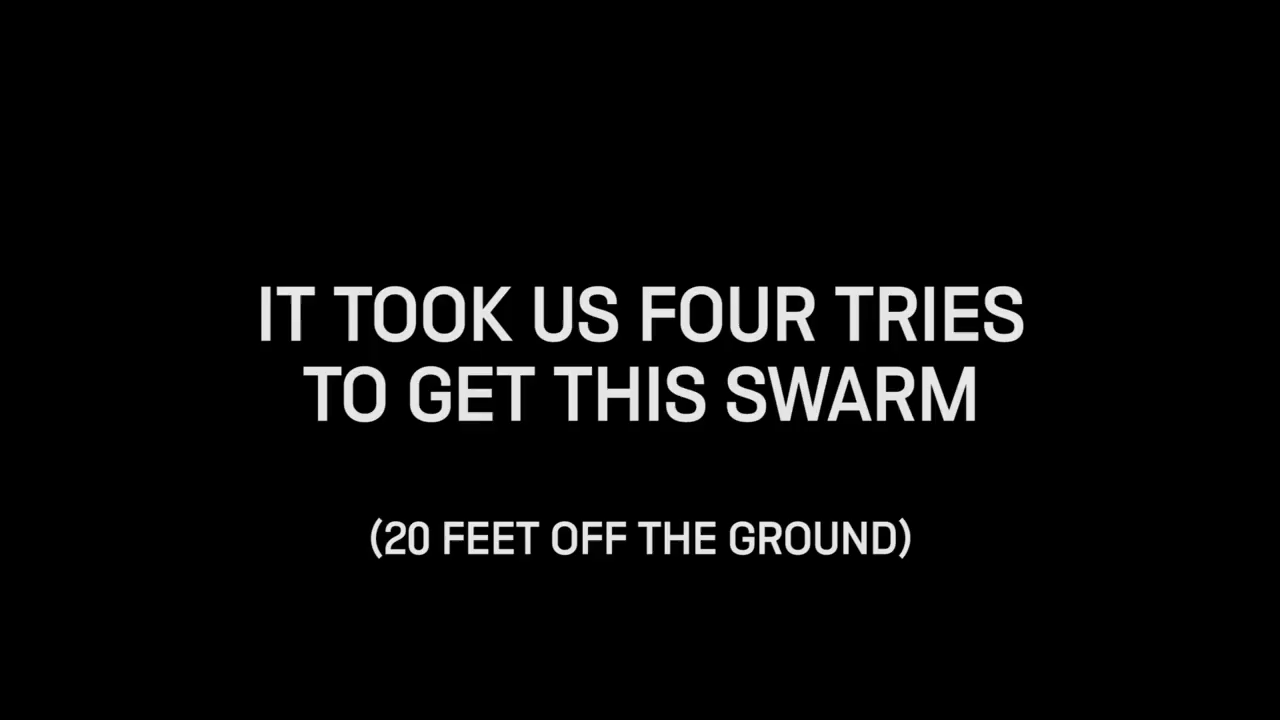 IT TOOK US FOUR TRIES
TO GET THIS SWARM
(20 FEET OFF THE GROUND)